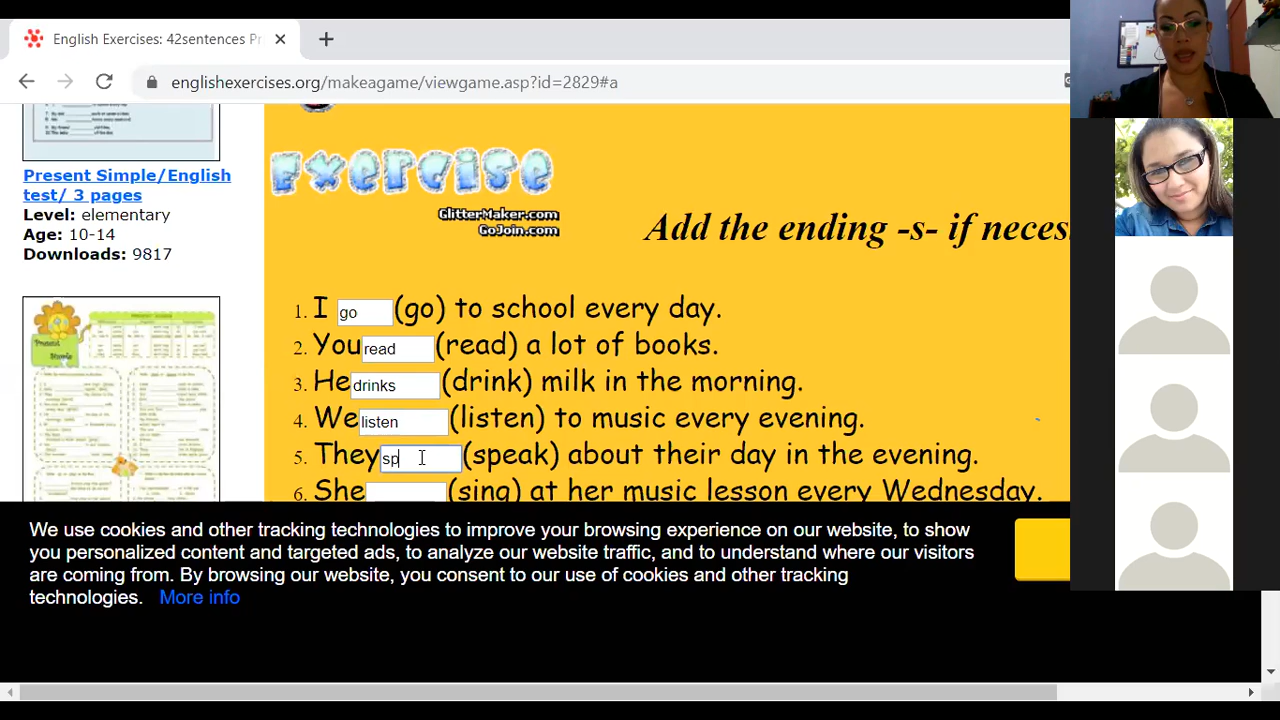 English Exercises: 42sentences Pr
englishexercises.org/makeagame/viewgame.asp?id=2829#a
Present Simple/English
test/ 3 pages
Level: elementary
Age: 10-14
Downloads: 9817
Exercise
GlitterMaker.com
GoJoin.com
Add the ending -s- if neces
1. I go (go) to school every day.
2. You read (read) a lot of books.
3. He drinks (drink) milk in the morning.
4. We listen (listen) to music every evening.
5. They sp (speak) about their day in the evening.
6. She (sing) at her music lesson every Wednesday.
We use cookies and other tracking technologies to improve your browsing experience on our website, to show
you personalized content and targeted ads, to analyze our website traffic, and to understand where our visitors
are coming from. By browsing our website, you consent to our use of cookies and other tracking
technologies. More info